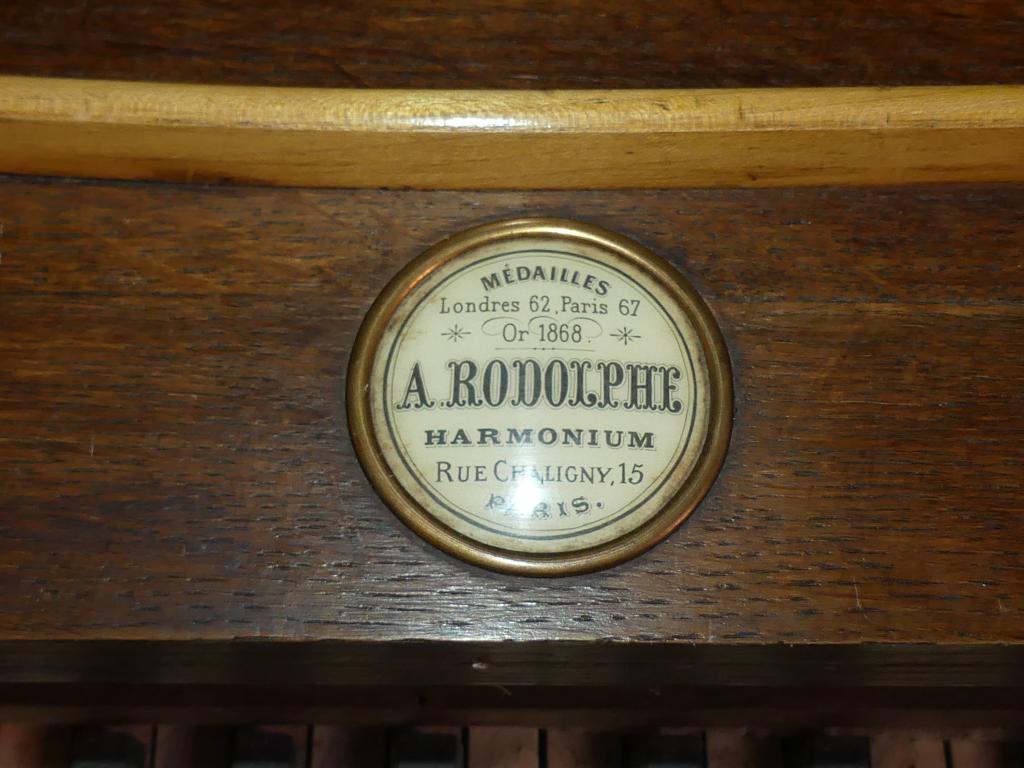 MÉDAILLES
Londres 62, Paris 67
Or 1868.
A. RODOLPHE
HARMONIUM
RUE CHALIGNY, 15
PARIS.